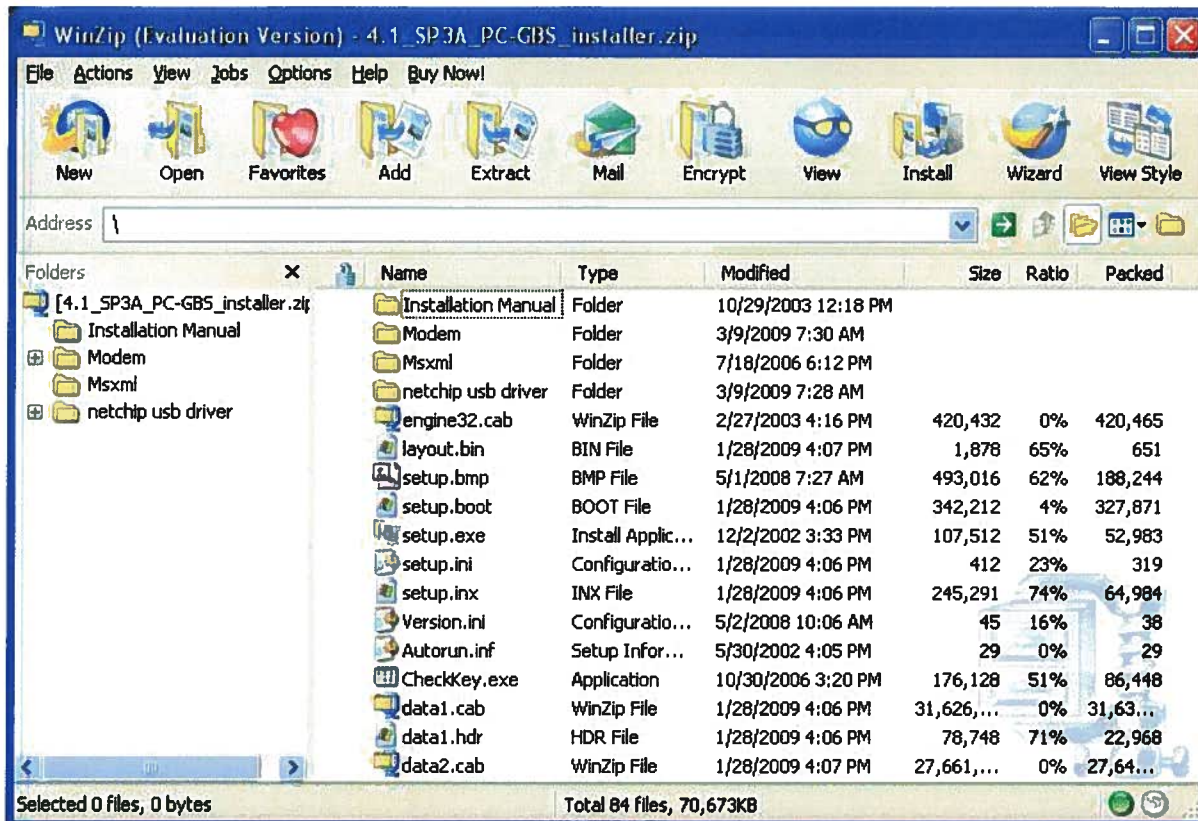 WinZip (Evaluation Version) - 4.1_SP3A_PC-GBS_installer.zip
File Actions View Jobs Options Help Buy Now!
New Open Favorites Add Extract Mail Encrypt View Install Wizard View Style
Address \
Folders Name Type Modified Size Ratio Packed
[4.1_SP3A_PC-GBS_installer.zip
Installation Manual
Modem
Msxml
netchip usb driver
Installation Manual Folder 10/29/2003 12:18 PM
Modem Folder 3/9/2009 7:30 AM
Msxml Folder 7/18/2006 6:12 PM
netchip usb driver Folder 3/9/2009 7:28 AM
engine32.cab WinZip File 2/27/2003 4:16 PM 420,432 0% 420,465
layout.bin BIN File 1/28/2009 4:07 PM 1,878 65% 651
setup.bmp BMP File 5/1/2008 7:27 AM 493,016 62% 188,244
setup.boot BOOT File 1/28/2009 4:06 PM 342,212 4% 327,871
setup.exe Install Applic... 12/2/2002 3:33 PM 107,512 51% 52,983
setup.ini Configuratio... 1/28/2009 4:06 PM 412 23% 319
setup.inx INX File 1/28/2009 4:06 PM 245,291 74% 64,984
Version.ini Configuratio... 5/2/2008 10:06 AM 45 16% 38
Autorun.inf Setup Infor... 5/30/2002 4:05 PM 29 0% 29
CheckKey.exe Application 10/30/2006 3:20 PM 176,128 51% 86,448
data1.cab WinZip File 1/28/2009 4:06 PM 31,626,... 0% 31,63...
data1.hdr HDR File 1/28/2009 4:06 PM 78,748 71% 22,968
data2.cab WinZip File 1/28/2009 4:07 PM 27,661,... 0% 27,64...
Selected 0 files, 0 bytes Total 84 files, 70,673KB